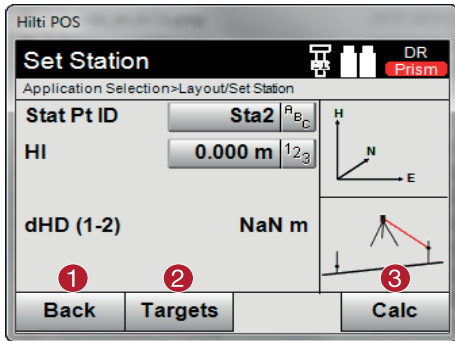 Hilti POS
Set Station
DR
Prism
Application Selection>Layout/Set Station
Stat Pt ID Sta2 ABC
HI 0.000 m 123
H
N
E
dHD (1-2) NaN m
1 2 3
Back Targets Calc